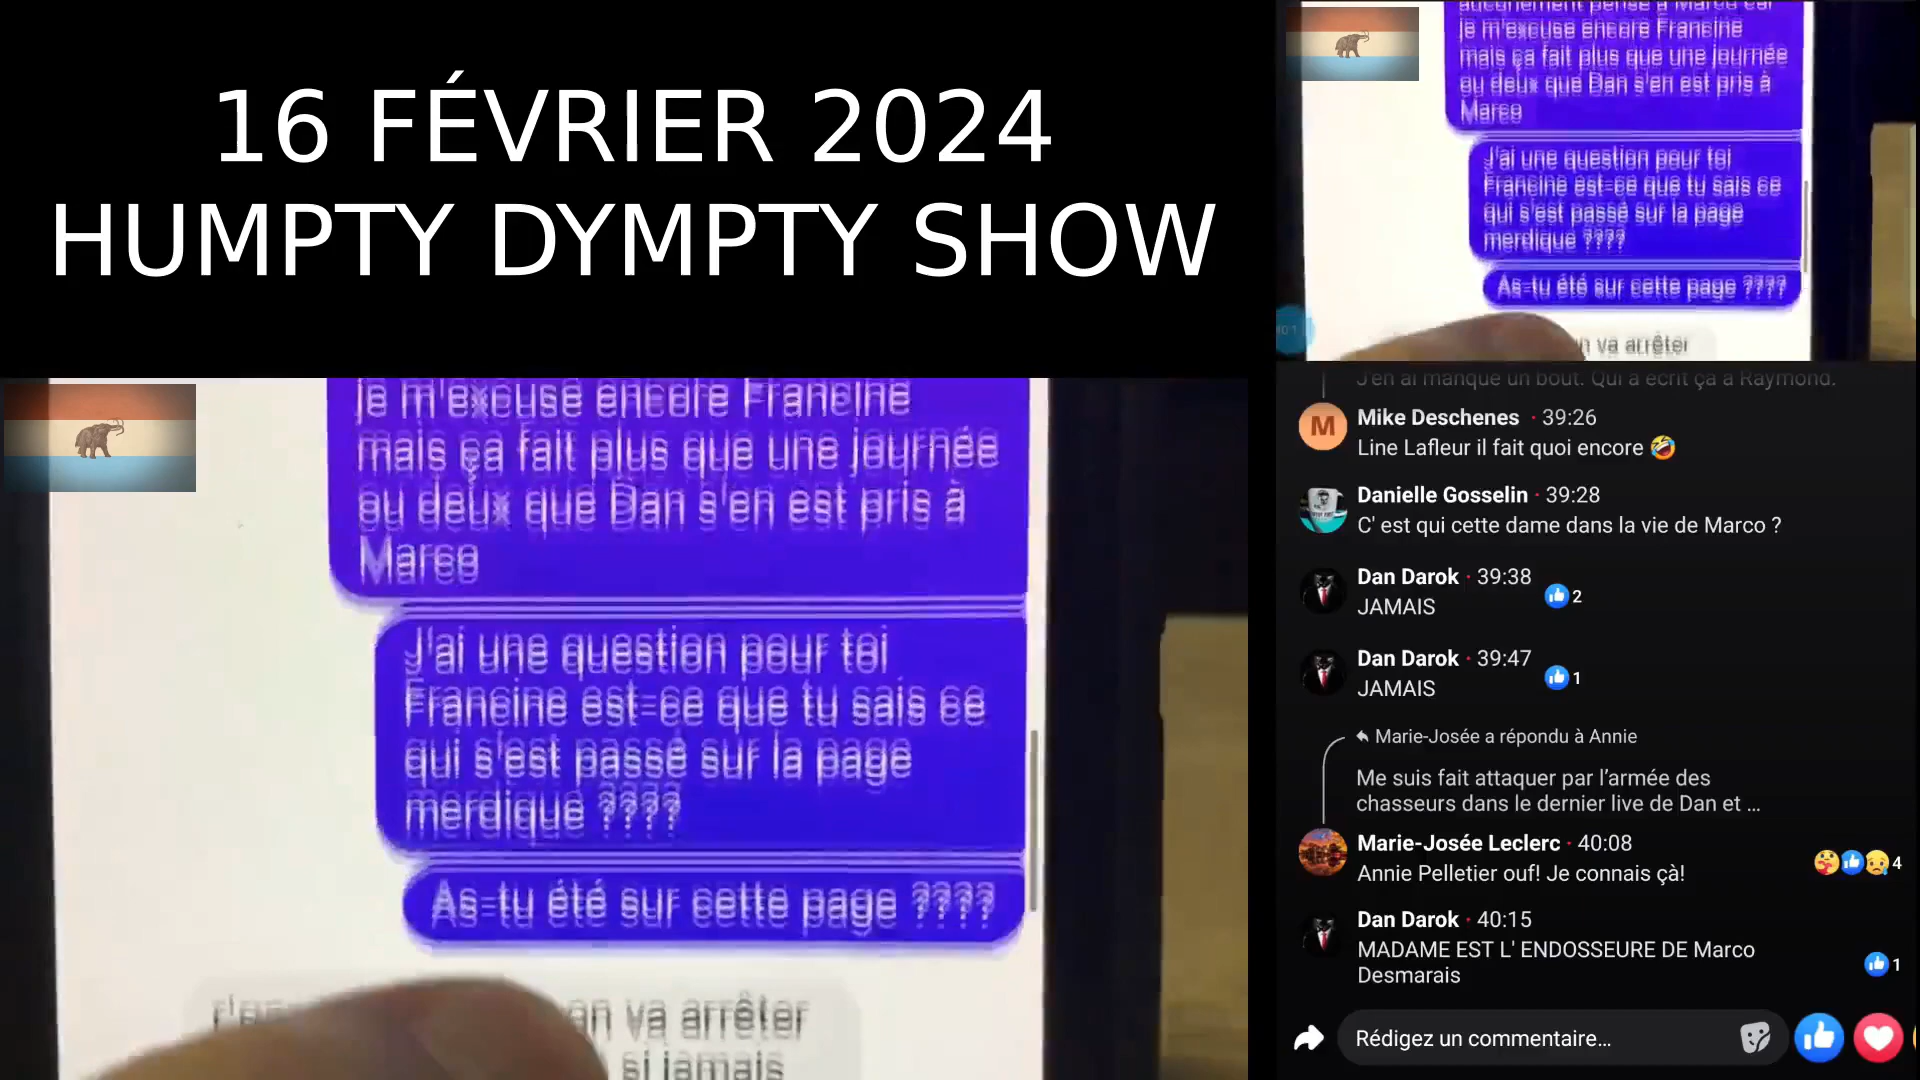 16 FÉVRIER 2024
HUMPTY DYMPTY SHOW
je m'excuse encore Francine
mais ça fait plus que une journée
ou deux que Dan s'en est pris à
Marco
J'ai une question pour toi
Francine est-ce que tu sais ce
qui s'est passé sur la page
merdique ????
As-tu été sur cette page ????
va arrêter
si jamais
aucunement pensé à Marco car
je m'excuse encore Francine
mais ça fait plus que une journée
ou deux que Dan s'en est pris à
Marco
J'ai une question pour toi
Francine est-ce que tu sais ce
qui s'est passé sur la page
merdique ????
As-tu été sur cette page ????
va arrêter
J'en ai manqué un bout. Qui a écrit ça à Raymond.
M
Mike Deschenes · 39:26
Line Lafleur il fait quoi encore 🤣
Danielle Gosselin · 39:28
C' est qui cette dame dans la vie de Marco ?
Dan Darok · 39:38
JAMAIS
2
Dan Darok · 39:47
JAMAIS
1
Marie-Josée a répondu à Annie
Me suis fait attaquer par l’armée des
chasseurs dans le dernier live de Dan et ...
Marie-Josée Leclerc · 40:08
Annie Pelletier ouf! Je connais çà!
4
Dan Darok · 40:15
MADAME EST L' ENDOSSEURE DE Marco
Desmarais
1
Rédigez un commentaire...